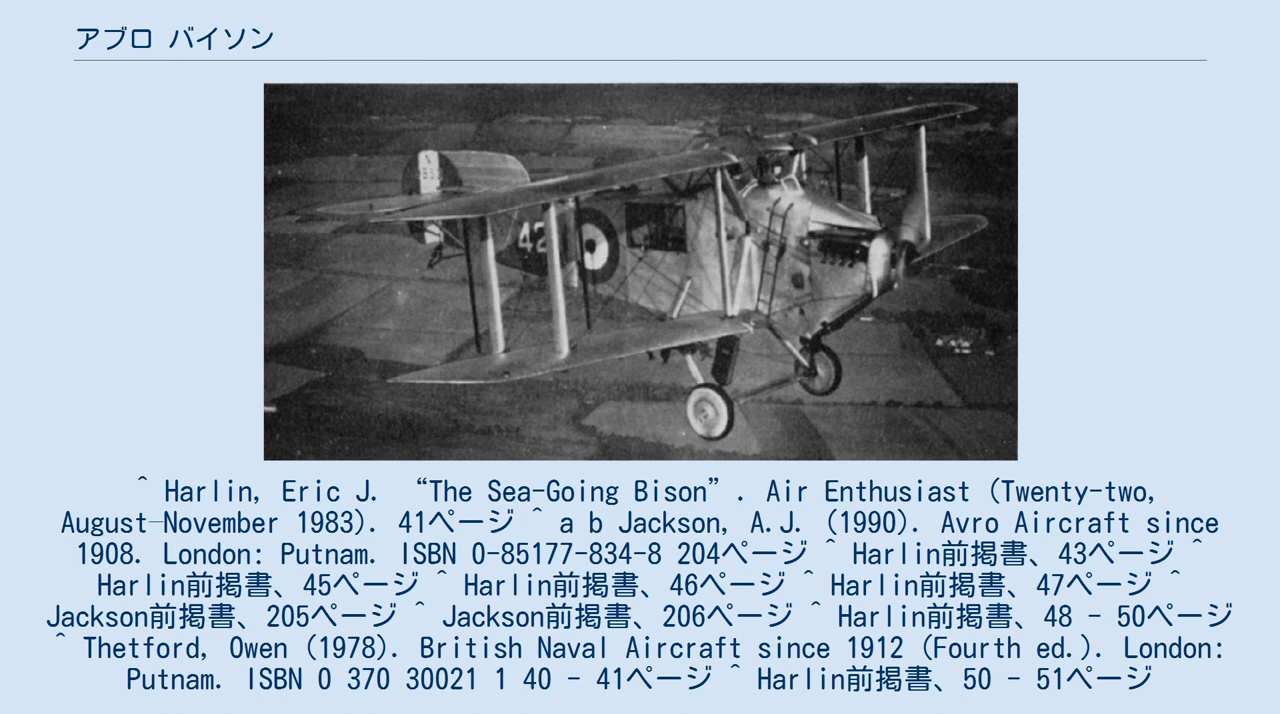 アブロ バイソン
42
^ Harlin, Eric J. “The Sea-Going Bison”. Air Enthusiast (Twenty-two,
August–November 1983). 41ページ ^ a b Jackson, A.J. (1990). Avro Aircraft since
1908. London: Putnam. ISBN 0-85177-834-8 204ページ ^ Harlin前掲書、43ページ ^
Harlin前掲書、45ページ ^ Harlin前掲書、46ページ ^ Harlin前掲書、47ページ ^
Jackson前掲書、205ページ ^ Jackson前掲書、206ページ ^ Harlin前掲書、48 - 50ページ
^ Thetford, Owen (1978). British Naval Aircraft since 1912 (Fourth ed.). London:
Putnam. ISBN 0 370 30021 1 40 - 41ページ ^ Harlin前掲書、50 - 51ページ